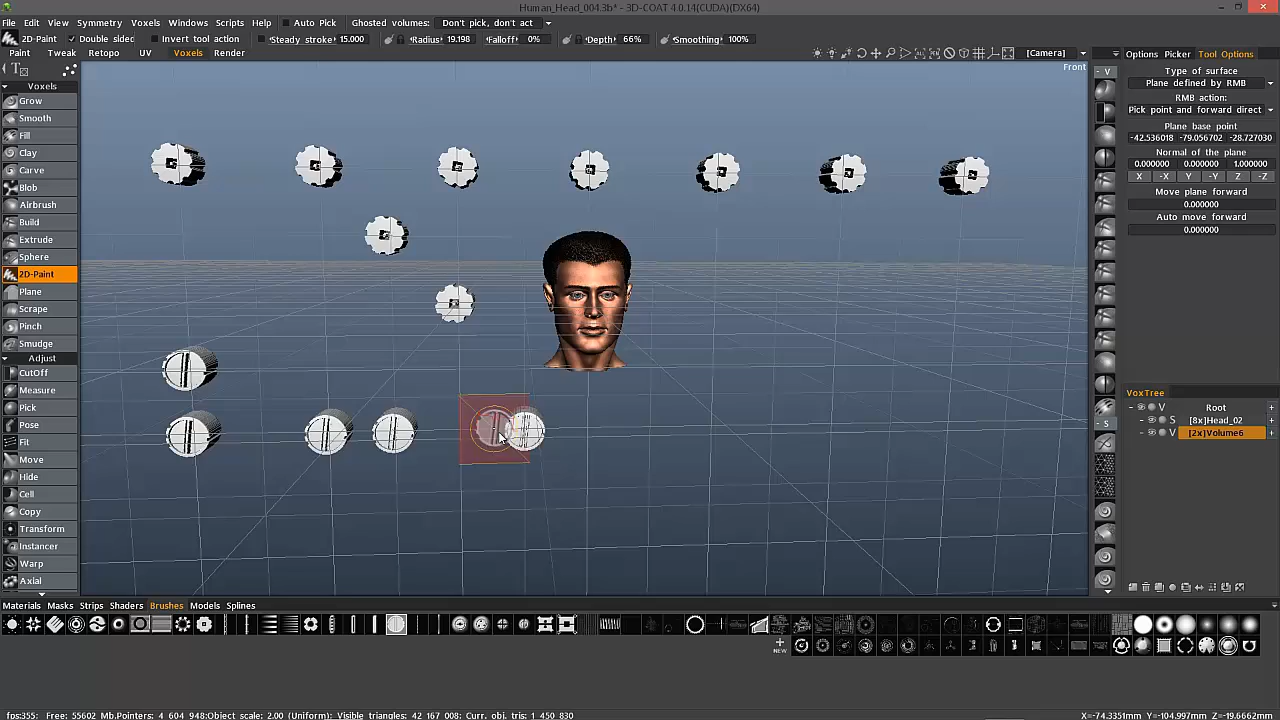 Human_Head_004.3b* - 3D-COAT 4.0.14(CUDA)(DX64)
File Edit View Textures Symmetry Voxels Windows Scripts Help Auto Pick Ghosted volumes: Don't pick, don't act
2D-Paint Double sided Invert tool action Steady stroke: 15.000 Radius: 19.198 Falloff: 0% Depth: 66% Smoothing: 100%
Paint Tweak Retopo UV Voxels Render [Camera] Options Picker Tool Options
Front
Voxels
Grow
Smooth
Fill
Clay
Carve
Blob
Airbrush
Build
Extrude
Sphere
2D-Paint
Plane
Scrape
Pinch
Smudge
Adjust
CutOff
Measure
Pick
Pose
Fit
Move
Hide
Cell
Copy
Transform
Instancer
Warp
Axial
- V
- S
Type of surface
Plane defined by RMB
RMB action:
Pick point and forward direct
Plane base point
-42.536018 -79.056702 -28.727030
Normal of the plane
0.000000 0.000000 1.000000
X -X Y -Y Z -Z
Move plane forward
0.000000
Auto move forward
0.000000
VoxTree
V Root +
S [8x]Head_02 +
V [2x]Volume6 +
Materials Masks Strips Shaders Brushes Models Splines
NEW
fps:355; Free: 55602 Mb.Pointers: 4 604 948;Object scale: 2.00 (Uniform); Visible triangles: 42 167 008; Curr. obj. tris: 1 450 830
X=-74.3351mm Y=-104.997mm Z=-19.6662mm